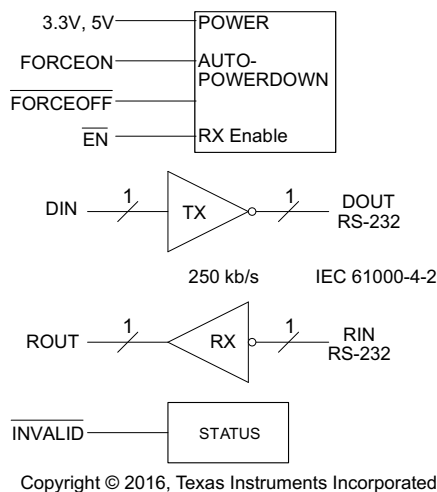 3.3V, 5V
POWER
FORCEON
AUTO-
POWERDOWN
FORCEOFF
EN
RX Enable
DIN
1
TX
1
DOUT
RS-232
250 kb/s
IEC 61000-4-2
ROUT
1
RX
1
RIN
RS-232
INVALID
STATUS
Copyright © 2016, Texas Instruments Incorporated